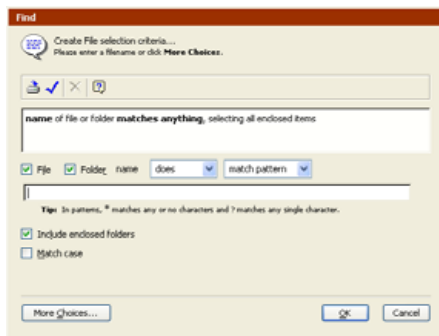 Find
Create File selection criteria...
Please enter a filename or click More Choices.
name of file or folder matches anything, selecting all enclosed items
File Folder name does match pattern
Tip: In patterns, * matches any or no characters and ? matches any single character.
Include enclosed folders
Match case
More Choices... OK Cancel